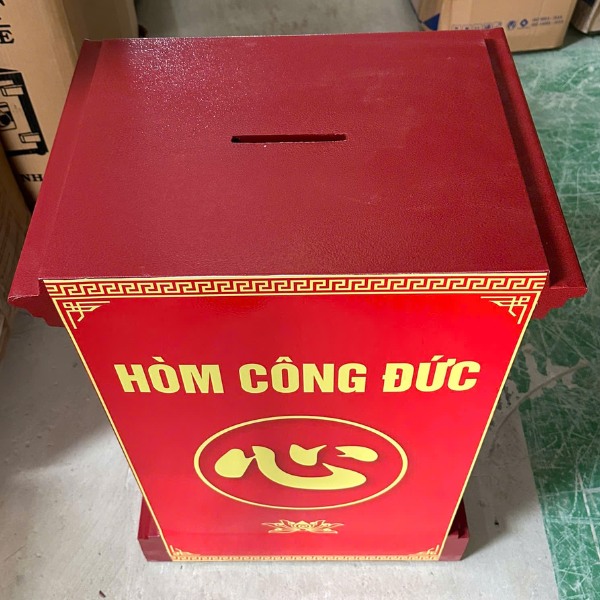 HÒM CÔNG ĐỨC
心